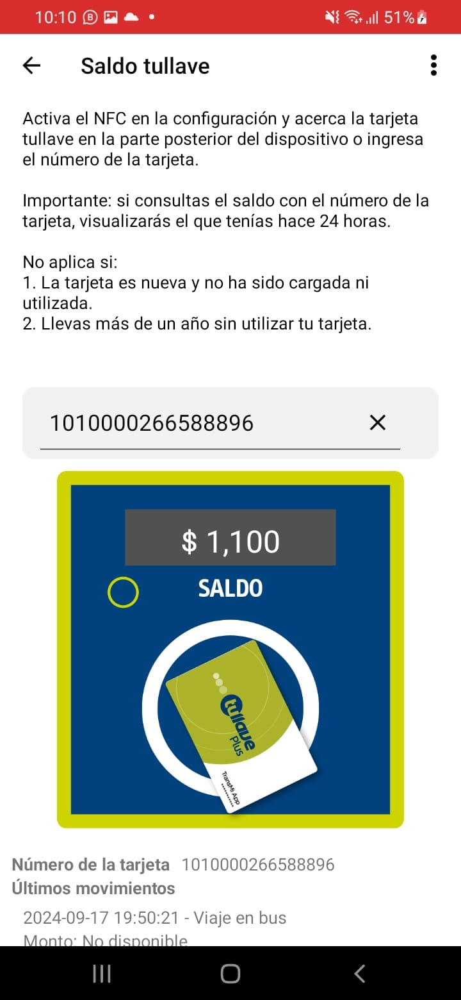 10:10 51%
Saldo tullave
Activa el NFC en la configuración y acerca la tarjeta
tullave en la parte posterior del dispositivo o ingresa
el número de la tarjeta.
Importante: si consultas el saldo con el número de la
tarjeta, visualizarás el que tenías hace 24 horas.
No aplica si:
1. La tarjeta es nueva y no ha sido cargada ni
utilizada.
2. Llevas más de un año sin utilizar tu tarjeta.
1010000266588896
$ 1,100
SALDO
tullave
Plus
TransMi App
Número de la tarjeta 1010000266588896
Últimos movimientos
2024-09-17 19:50:21 - Viaje en bus
Monto: No disponible